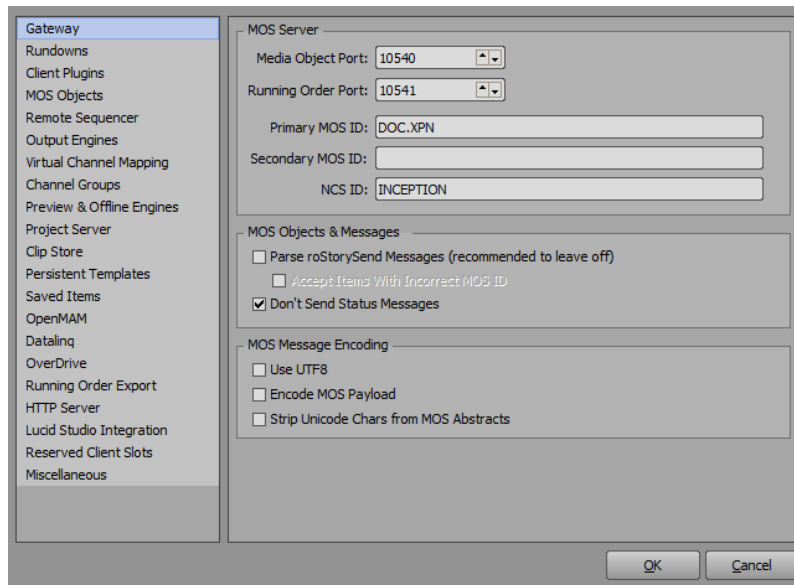 Gateway
Rundowns
Client Plugins
MOS Objects
Remote Sequencer
Output Engines
Virtual Channel Mapping
Channel Groups
Preview & Offline Engines
Project Server
Clip Store
Persistent Templates
Saved Items
OpenMAM
Datalinq
OverDrive
Running Order Export
HTTP Server
Lucid Studio Integration
Reserved Client Slots
Miscellaneous
MOS Server
Media Object Port: 10540
Running Order Port: 10541
Primary MOS ID: DOC.XPN
Secondary MOS ID:
NCS ID: INCEPTION
MOS Objects & Messages
Parse roStorySend Messages (recommended to leave off)
Accept Items With Incorrect MOS ID
Don't Send Status Messages
MOS Message Encoding
Use UTF8
Encode MOS Payload
Strip Unicode Chars from MOS Abstracts
OK Cancel